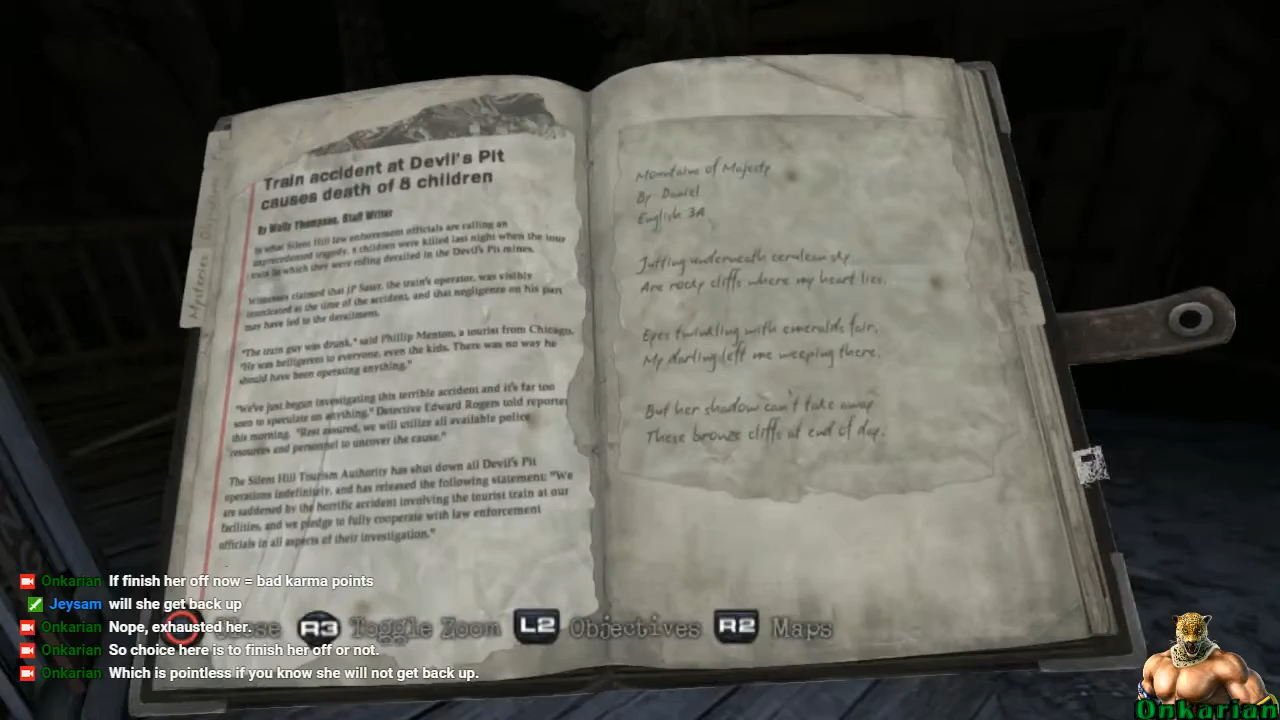 Train accident at Devil's Pit
causes death of 8 children
By Wally Thompson, Staff Writer
In what Silent Hill law enforcement officials are calling an
unprecedented tragedy, 8 children were killed last night when the tour
train in which they were riding derailed in the Devil's Pit mines.
Witnesses claimed that JP Sater, the train's operator, was visibly
intoxicated at the time of the accident, and that negligence on his part
may have led to the derailment.
"The train guy was drunk," said Phillip Menton, a tourist from Chicago.
"He was belligerent to everyone, even the kids. There was no way he
should have been operating anything."
"We've just begun investigating this terrible accident and it's far too
soon to speculate on anything," Detective Edward Rogers told reporters
this morning. "Rest assured, we will utilize all available police
resources and personnel to uncover the cause."
The Silent Hill Tourism Authority has shut down all Devil's Pit
operations indefinitely, and has released the following statement: "We
are saddened by the horrific accident involving the tourist train at our
facilities, and we pledge to fully cooperate with law enforcement
officials in all aspects of their investigation."
Mysteries
Mountains of Majesty
By Daniel
English 3A
Jutting underneath cerulean sky
Are rocky cliffs where my heart lies.
Eyes twinkling with emeralds fair,
My darling left me weeping there.
But her shadow can't take away
These bronze cliffs at end of day.
Close R3 Toggle Zoom L2 Objectives R2 Maps
Onkarian If finish her off now = bad karma points
Jeysam will she get back up
Onkarian Nope, exhausted her.
Onkarian So choice here is to finish her off or not.
Onkarian Which is pointless if you know she will not get back up.
Onkarian